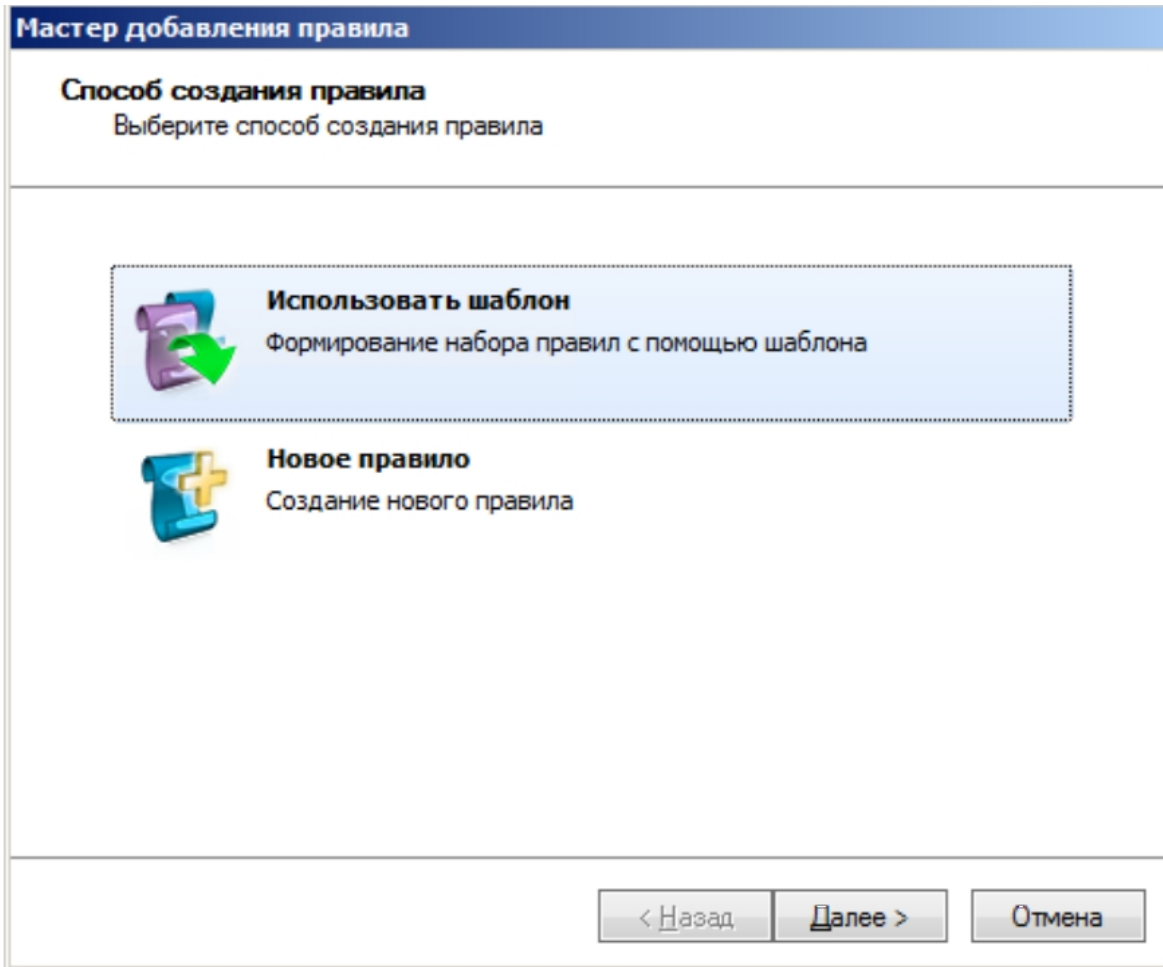 Мастер добавления правила
Способ создания правила
Выберите способ создания правила
Использовать шаблон
Формирование набора правил с помощью шаблона
Новое правило
Создание нового правила
< Назад
Далее >
Отмена